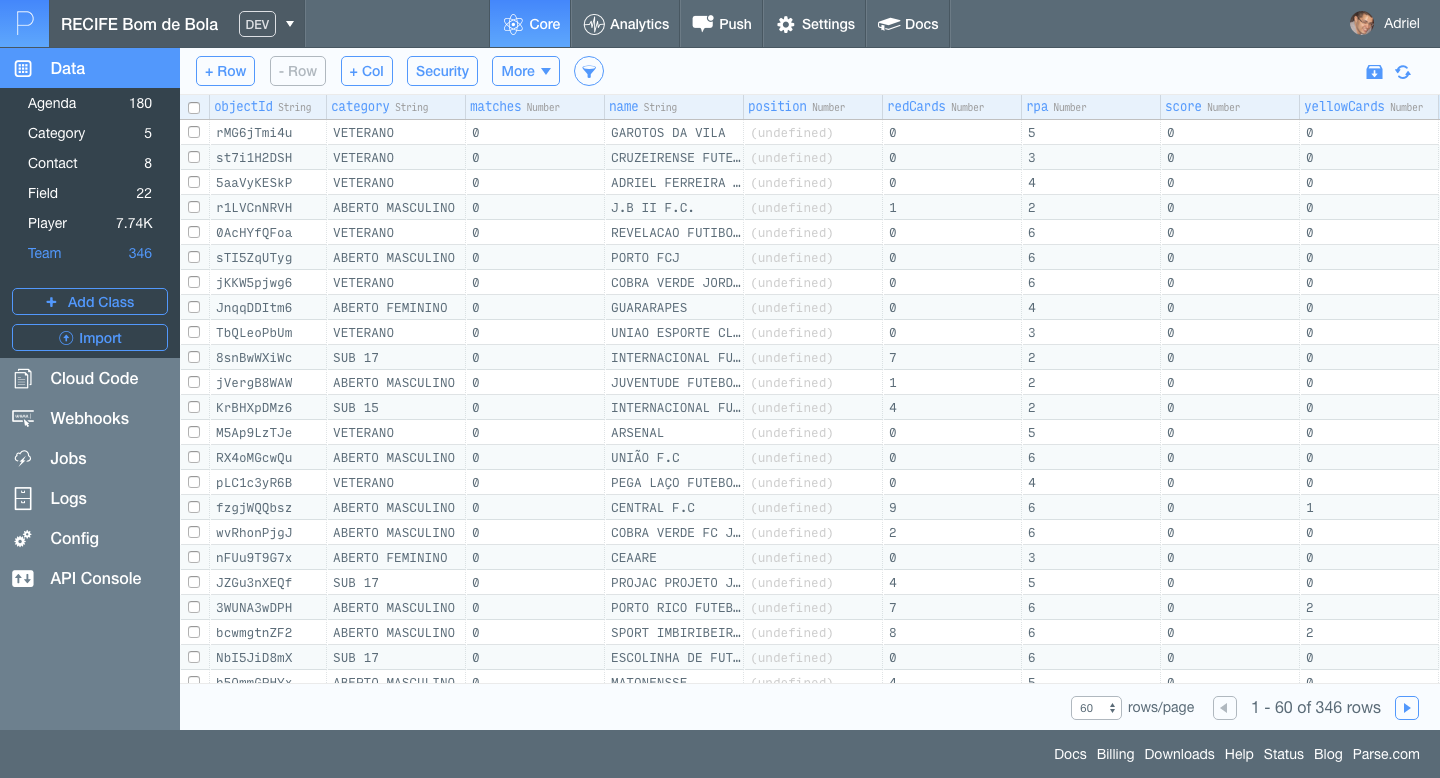 P RECIFE Bom de Bola DEV Core Analytics Push Settings Docs Adriel
Data
Agenda 180
Category 5
Contact 8
Field 22
Player 7.74K
Team 346
+ Add Class
Import
Cloud Code
Webhooks
Jobs
Logs
Config
API Console
+ Row - Row + Col Security More
objectId String category String matches Number name String position Number redCards Number rpa Number score Number yellowCards Number
rMG6jTmi4u VETERANO 0 GAROTOS DA VILA (undefined) 0 5 0 0
st7i1H2DSH VETERANO 0 CRUZEIRENSE FUTE… (undefined) 0 3 0 0
5aaVyKESkP VETERANO 0 ADRIEL FERREIRA … (undefined) 0 4 0 0
r1LVCnNRVH ABERTO MASCULINO 0 J.B II F.C. (undefined) 1 2 0 0
0AcHYfQFoa VETERANO 0 REVELACAO FUTIBO… (undefined) 0 6 0 0
sTI5ZqUTyg ABERTO MASCULINO 0 PORTO FCJ (undefined) 0 6 0 0
jKKW5pjwg6 VETERANO 0 COBRA VERDE JORD… (undefined) 0 6 0 0
JnqqDDItm6 ABERTO FEMININO 0 GUARARAPES (undefined) 0 4 0 0
TbQLeoPbUm VETERANO 0 UNIAO ESPORTE CL… (undefined) 0 3 0 0
8snBwWXiWc SUB 17 0 INTERNACIONAL FU… (undefined) 7 2 0 0
jVergB8WAW ABERTO MASCULINO 0 JUVENTUDE FUTEBO… (undefined) 1 2 0 0
KrBHXpDMz6 SUB 15 0 INTERNACIONAL FU… (undefined) 4 2 0 0
M5Ap9LzTJe VETERANO 0 ARSENAL (undefined) 0 5 0 0
RX4oMGcwQu ABERTO MASCULINO 0 UNIÃO F.C (undefined) 0 6 0 0
pLC1c3yR6B VETERANO 0 PEGA LAÇO FUTEBO… (undefined) 0 4 0 0
fzgjWQQbsz ABERTO MASCULINO 0 CENTRAL F.C (undefined) 9 6 0 1
wvRhonPjgJ ABERTO MASCULINO 0 COBRA VERDE FC J… (undefined) 2 6 0 0
nFUu9T9G7x ABERTO FEMININO 0 CEAARE (undefined) 0 3 0 0
JZGu3nXEQf SUB 17 0 PROJAC PROJETO J… (undefined) 4 5 0 0
3WUNA3wDPH ABERTO MASCULINO 0 PORTO RICO FUTEB… (undefined) 7 6 0 2
bcwmgtnZF2 ABERTO MASCULINO 0 SPORT IMBIRIBEIR… (undefined) 8 6 0 2
NbI5JiD8mX SUB 17 0 ESCOLINHA DE FUT… (undefined) 0 6 0 0
ABERTO MASCULINO 0 MATONENSSE (undefined) 4 5 0 0
60 rows/page 1 - 60 of 346 rows
Docs Billing Downloads Help Status Blog Parse.com